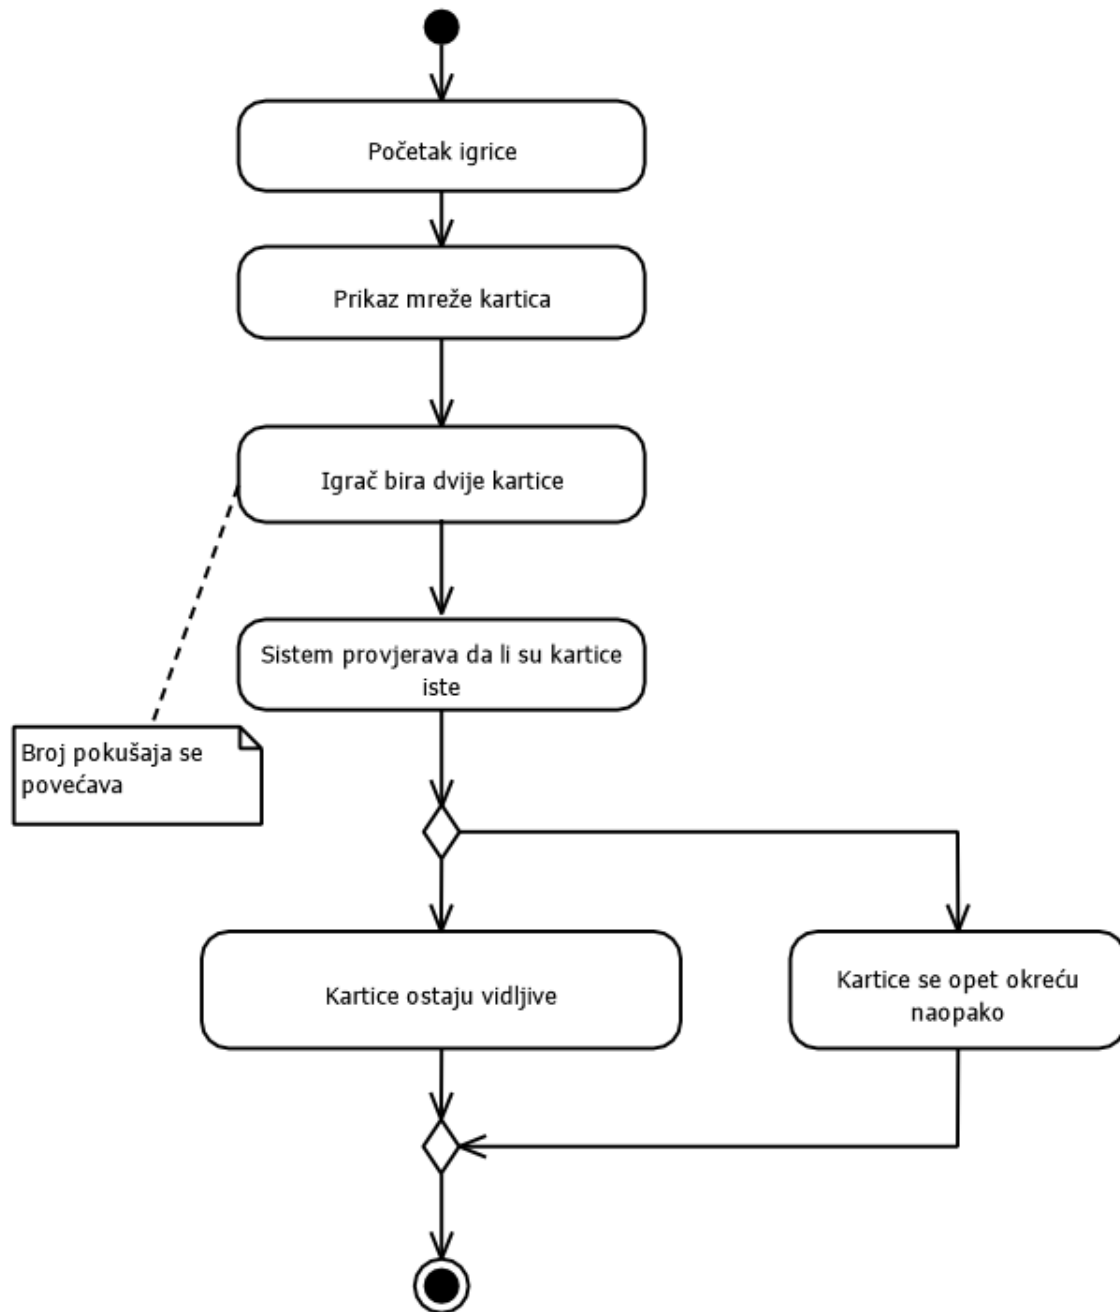 Početak igrice
Prikaz mreže kartica
Igrač bira dvije kartice
Sistem provjerava da li su kartice
iste
Broj pokušaja se
povećava
Kartice ostaju vidljive
Kartice se opet okreću
naopako